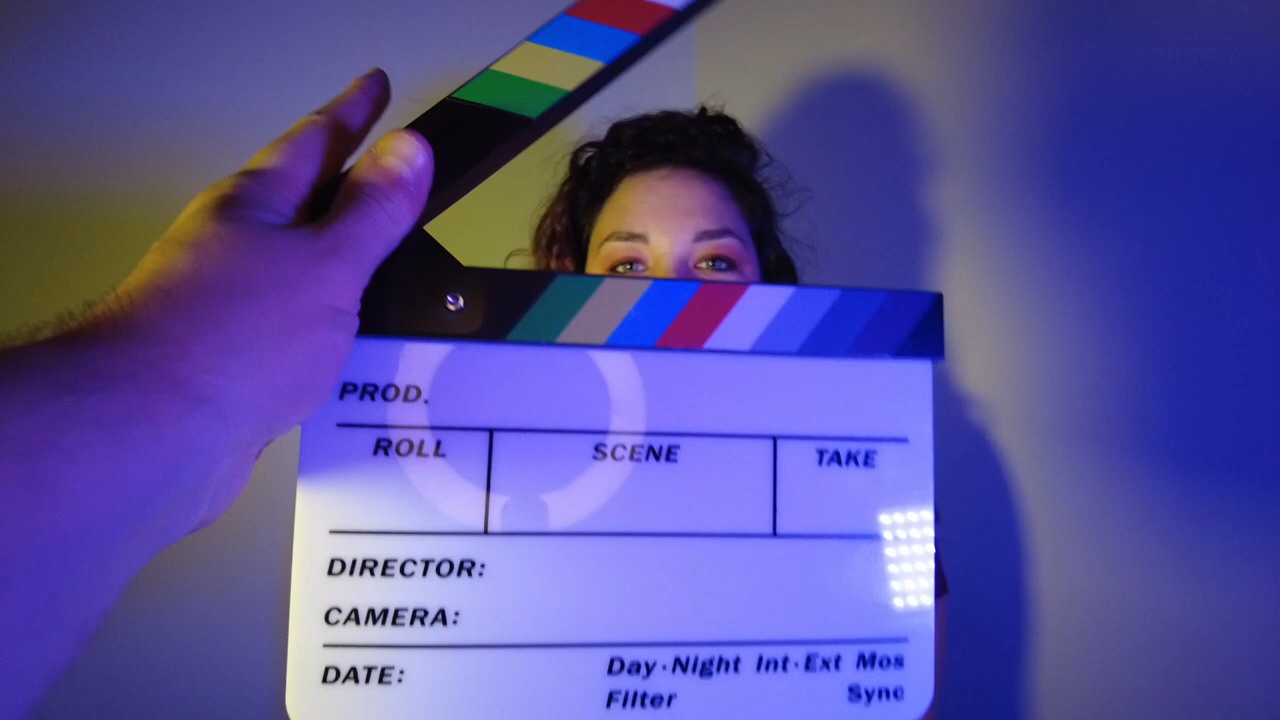 PROD.
ROLL SCENE TAKE
DIRECTOR:
CAMERA:
DATE: Day·Night Int·Ext Mos
Filter Sync